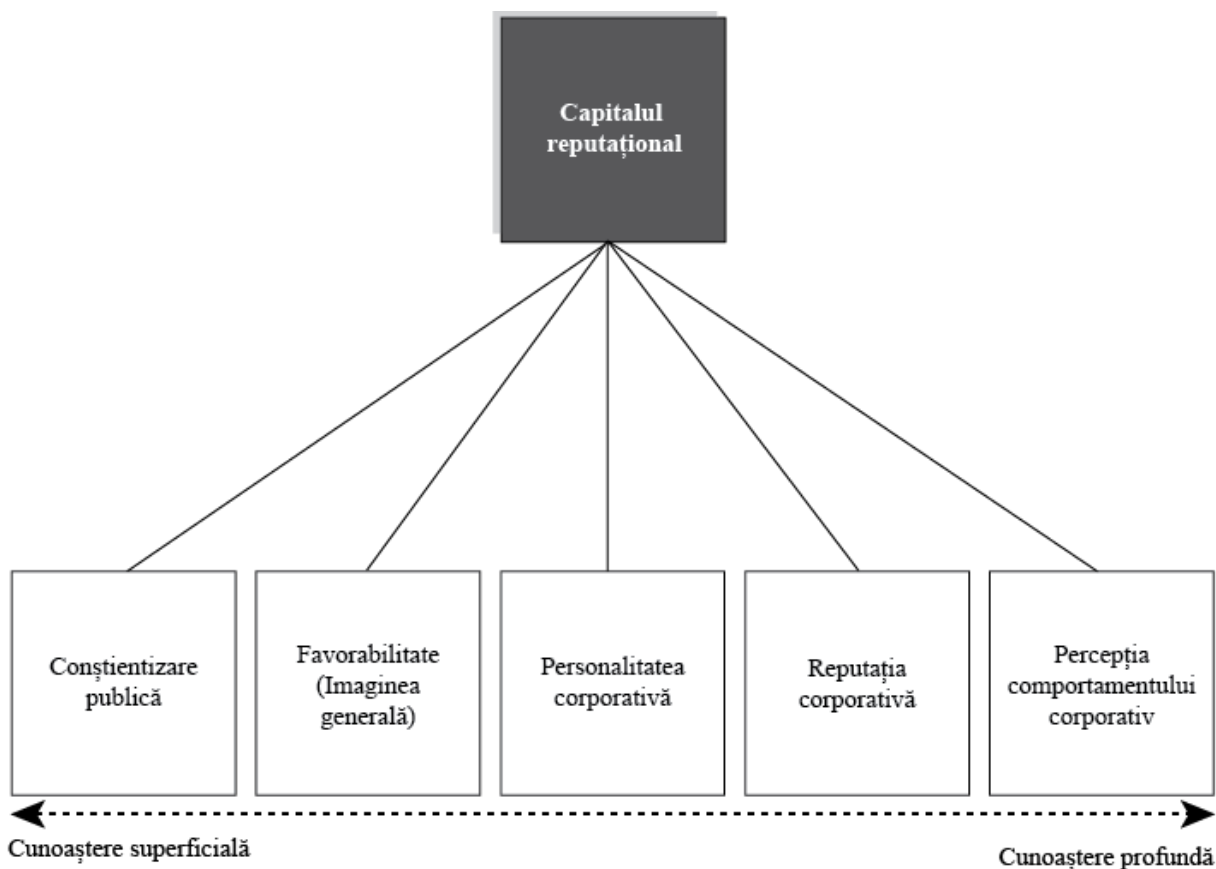 Capitalul
reputațional
Conștientizare
publică
Favorabilitate
(Imaginea
generală)
Personalitatea
corporativă
Reputația
corporativă
Percepția
comportamentului
corporativ
Cunoaștere superficială
Cunoaștere profundă